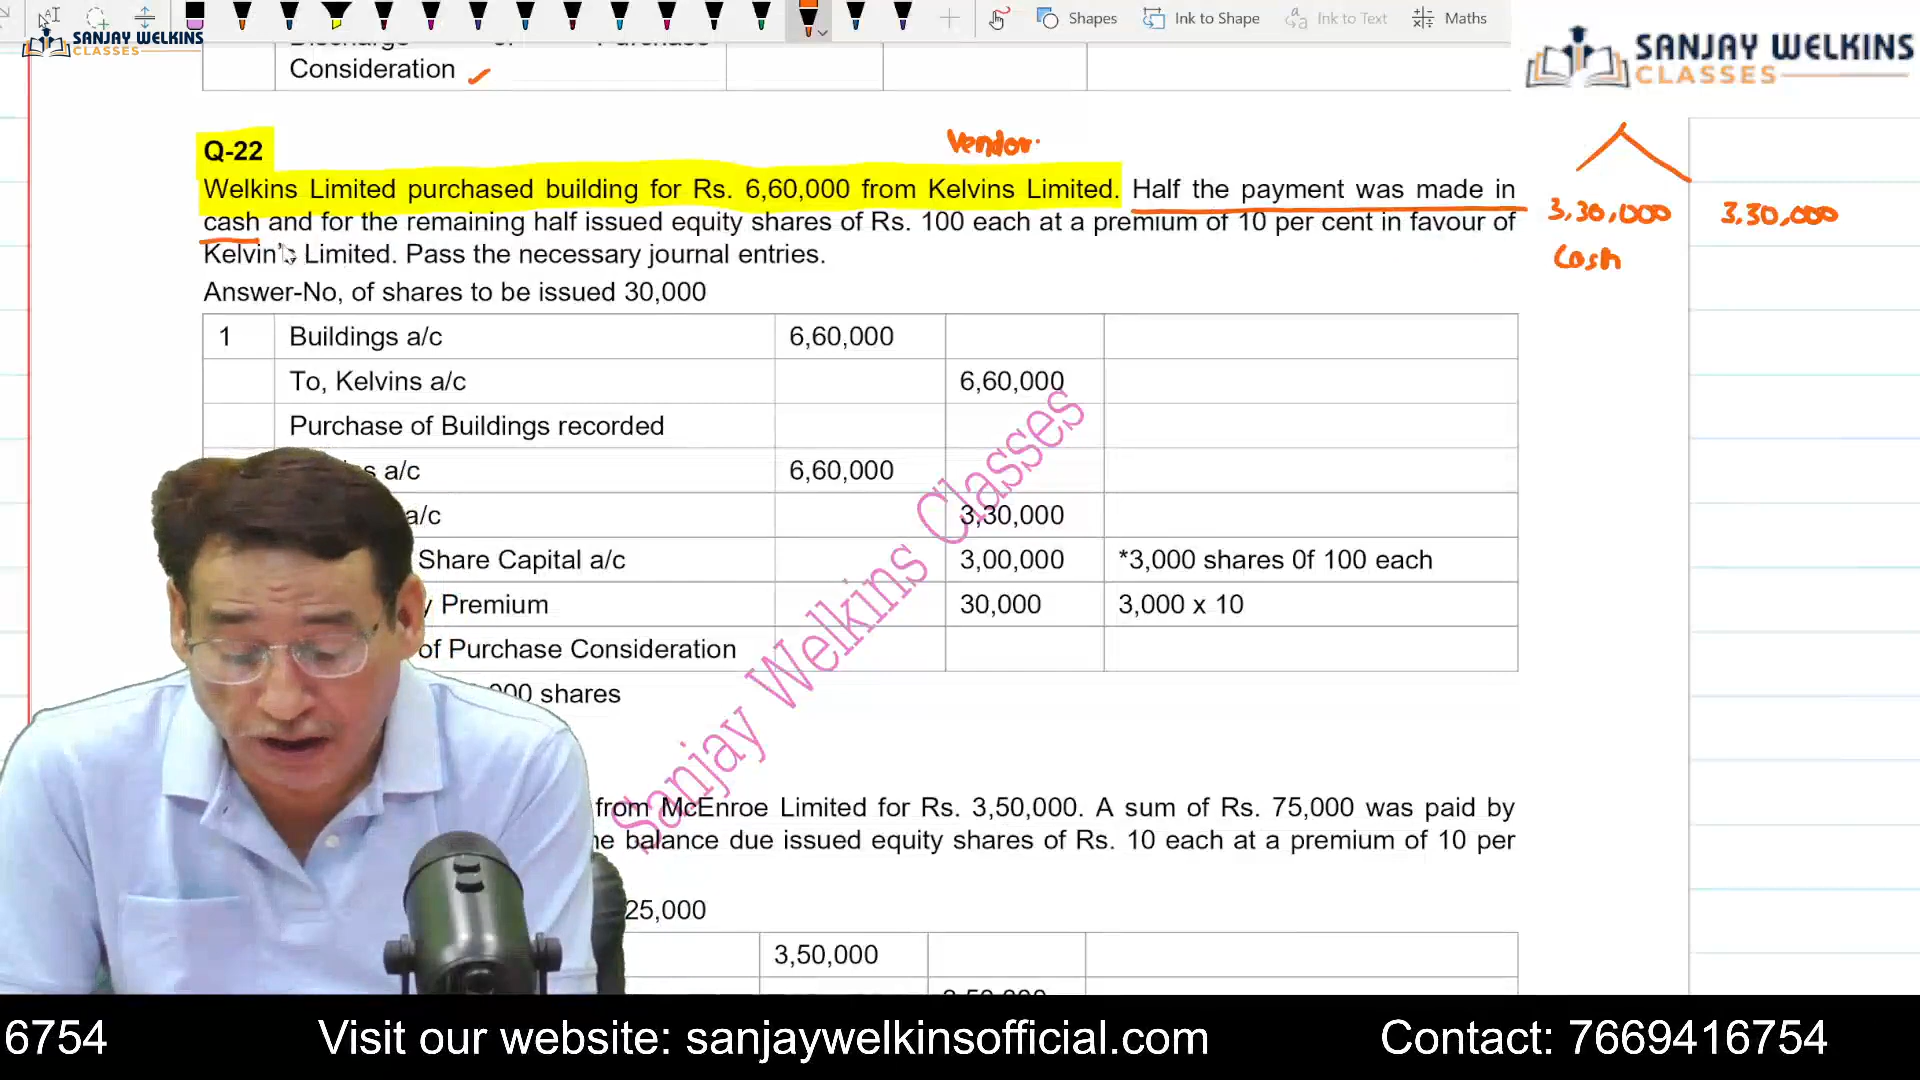 Shapes
Ink to Shape
Ink to Text
Maths
SANJAY WELKINS
CLASSES
SANJAY WELKINS
CLASSES
Consideration
Q-22
Vendor
Welkins Limited purchased building for Rs. 6,60,000 from Kelvins Limited. Half the payment was made in
cash and for the remaining half issued equity shares of Rs. 100 each at a premium of 10 per cent in favour of
Kelvin's Limited. Pass the necessary journal entries.
3,30,000 3,30,000
Cash
Answer-No, of shares to be issued 30,000
1 Buildings a/c 6,60,000
To, Kelvins a/c 6,60,000
Purchase of Buildings recorded
a/c 6,60,000
a/c 3,30,000
Share Capital a/c 3,00,000 *3,000 shares 0f 100 each
Premium 30,000 3,000 x 10
of Purchase Consideration
shares
Sanjay Welkins Classes
from McEnroe Limited for Rs. 3,50,000. A sum of Rs. 75,000 was paid by
balance due issued equity shares of Rs. 10 each at a premium of 10 per
25,000
3,50,000
6754 Visit our website: sanjaywelkinsofficial.com Contact: 7669416754